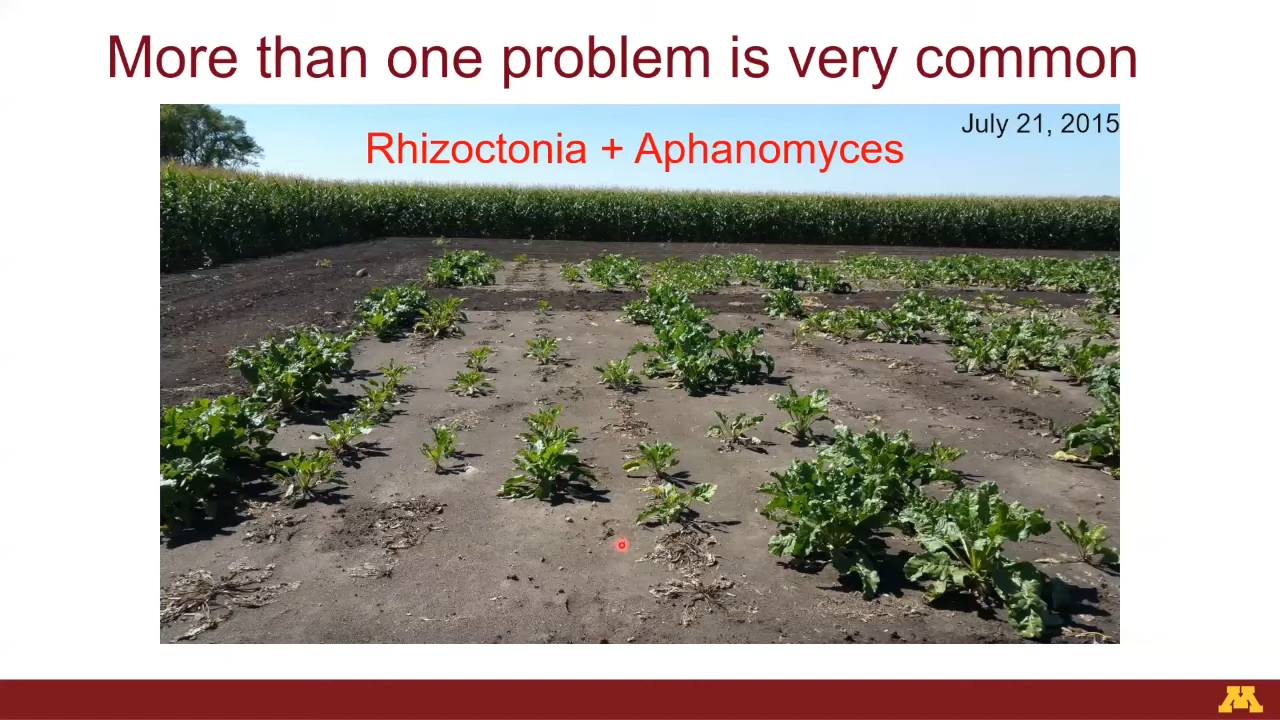 More than one problem is very common
July 21, 2015
Rhizoctonia + Aphanomyces